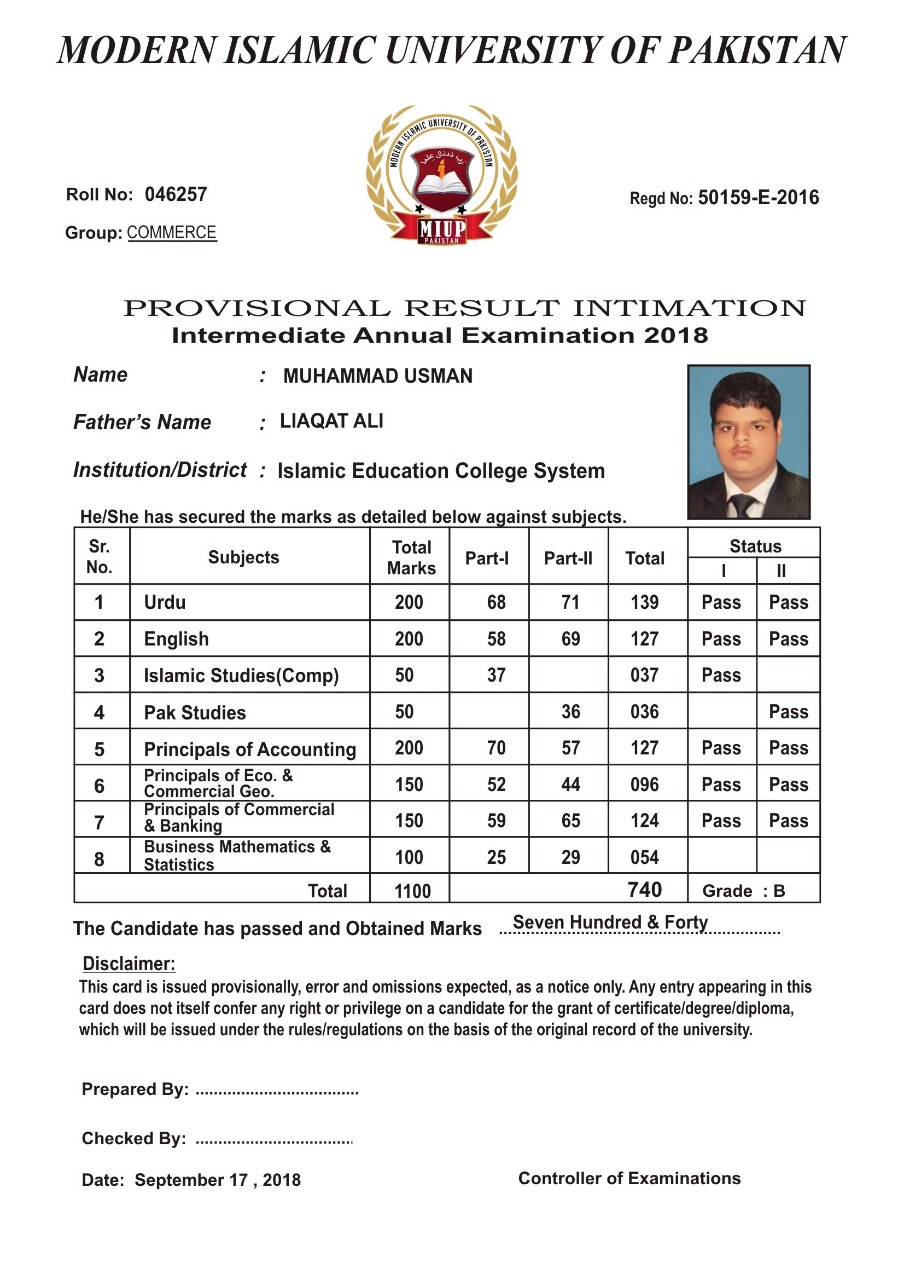 MODERN ISLAMIC UNIVERSITY OF PAKISTAN
MODERN ISLAMIC UNIVERSITY OF PAKISTAN
MIUP
PAKISTAN
Roll No: 046257
Regd No: 50159-E-2016
Group: COMMERCE
PROVISIONAL RESULT INTIMATION
Intermediate Annual Examination 2018
Name : MUHAMMAD USMAN
Father's Name : LIAQAT ALI
Institution/District : Islamic Education College System
He/She has secured the marks as detailed below against subjects.
Sr. No. Subjects Total Marks Part-I Part-II Total Status I II
1 Urdu 200 68 71 139 Pass Pass
2 English 200 58 69 127 Pass Pass
3 Islamic Studies(Comp) 50 37 037 Pass
4 Pak Studies 50 36 036 Pass
5 Principals of Accounting 200 70 57 127 Pass Pass
6 Principals of Eco. & Commercial Geo. 150 52 44 096 Pass Pass
7 Principals of Commercial & Banking 150 59 65 124 Pass Pass
8 Business Mathematics & Statistics 100 25 29 054
Total 1100 740 Grade : B
The Candidate has passed and Obtained Marks Seven Hundred & Forty
Disclaimer:
This card is issued provisionally, error and omissions expected, as a notice only. Any entry appearing in this
card does not itself confer any right or privilege on a candidate for the grant of certificate/degree/diploma,
which will be issued under the rules/regulations on the basis of the original record of the university.
Prepared By: ....................................
Checked By: ...................................
Date: September 17 , 2018
Controller of Examinations